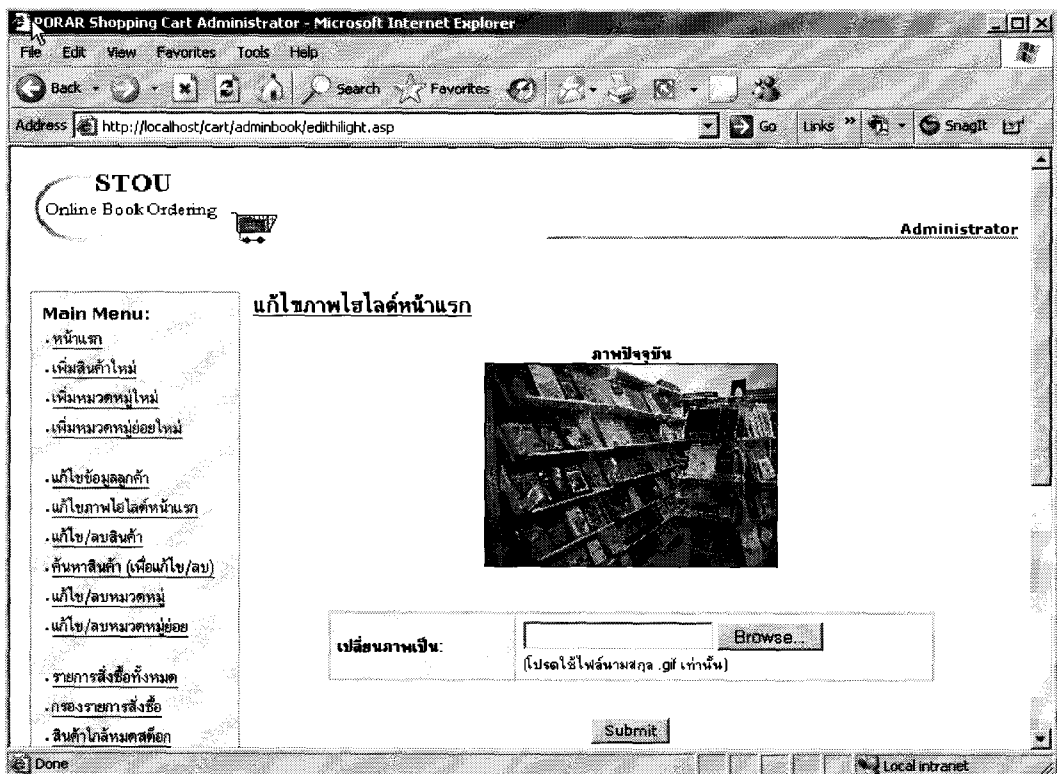 PORAR Shopping Cart Administrator - Microsoft Internet Explorer
File Edit View Favorites Tools Help
Back Search Favorites
Address http://localhost/cart/adminbook/edithilight.asp Go Links » SnagIt
STOU
Online Book Ordering
Administrator
Main Menu:
หน้าแรก
เพิ่มสินค้าใหม่
เพิ่มหมวดหมู่ใหม่
เพิ่มหมวดหมู่ย่อยใหม่
แก้ไขข้อมูลลูกค้า
แก้ไขภาพไฮไลต์หน้าแรก
แก้ไข/ลบสินค้า
ค้นหาสินค้า (เพื่อแก้ไข/ลบ)
แก้ไข/ลบหมวดหมู่
แก้ไข/ลบหมวดหมู่ย่อย
รายการสั่งซื้อทั้งหมด
กรองรายการสั่งซื้อ
สินค้าใกล้หมดสต็อก
แก้ไขภาพไฮไลต์หน้าแรก
ภาพปัจจุบัน
เปลี่ยนภาพเป็น: Browse...
(โปรดใช้ไฟล์นามสกุล .gif เท่านั้น)
Submit
Done Local intranet